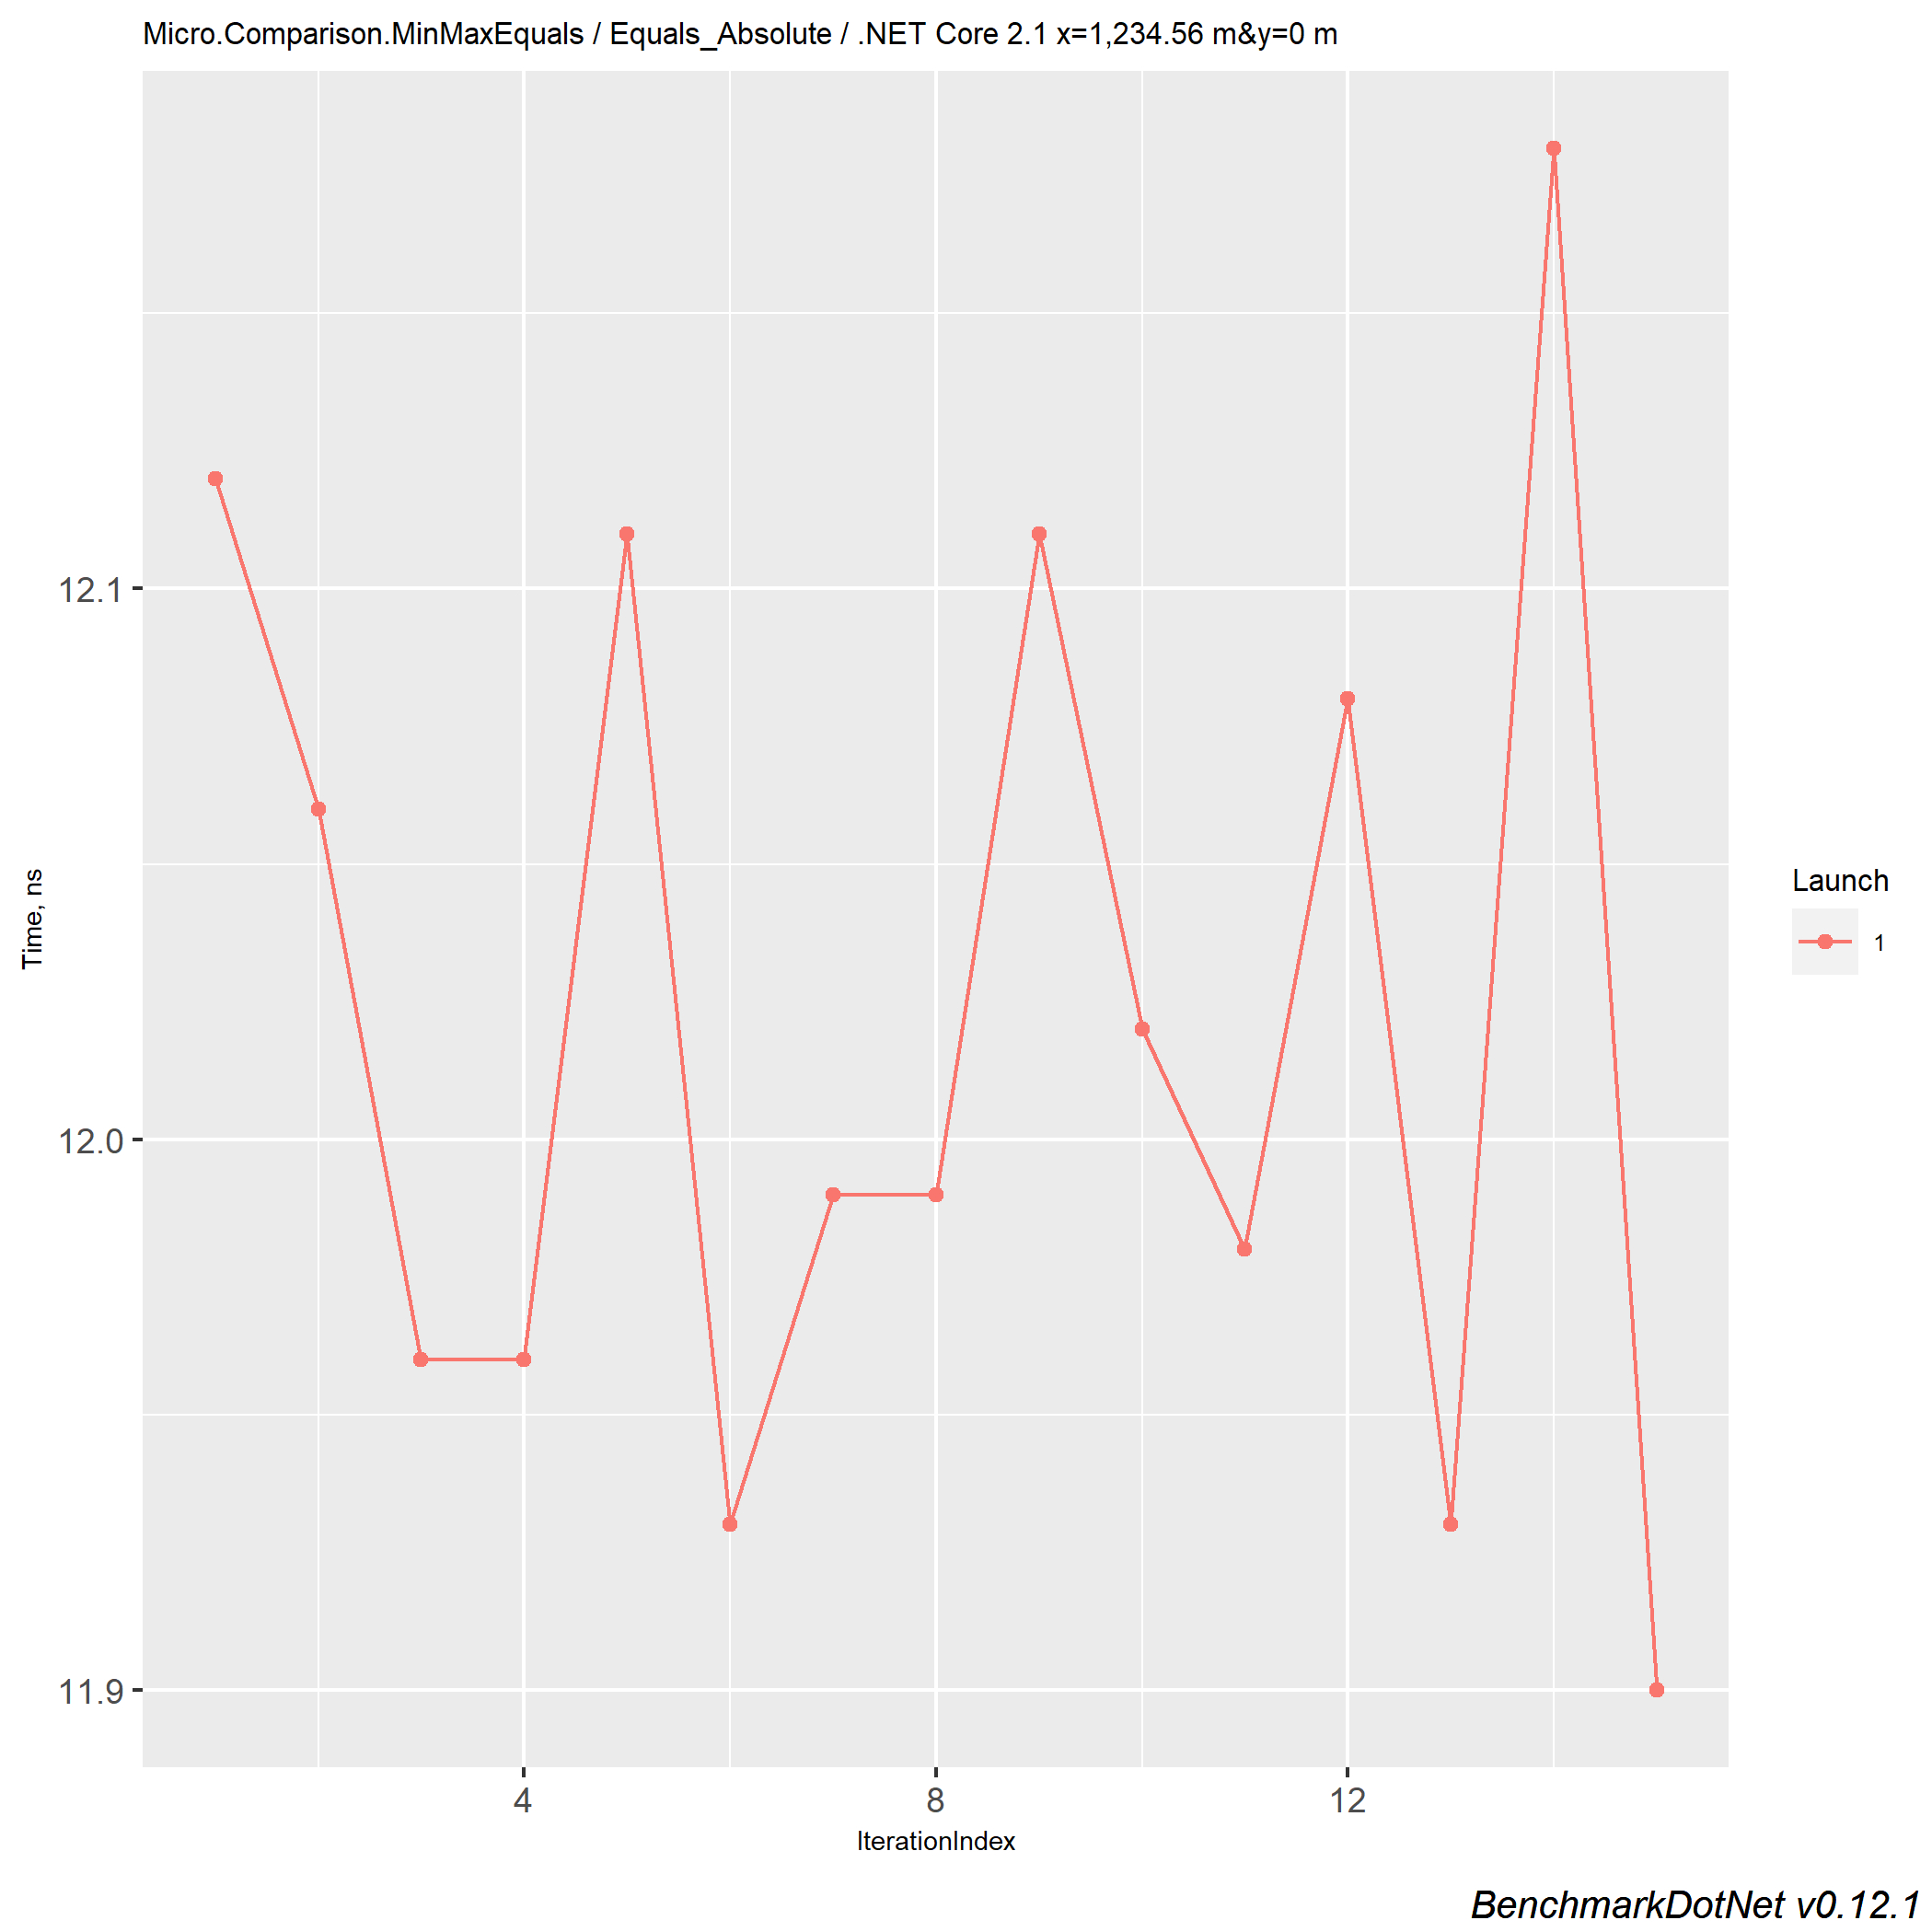 Micro.Comparison.MinMaxEquals / Equals_Absolute / .NET Core 2.1 x=1,234.56 m&y=0 m
12.1
12.0
11.9
Time, ns
4
8
12
IterationIndex
Launch
1
BenchmarkDotNet v0.12.1